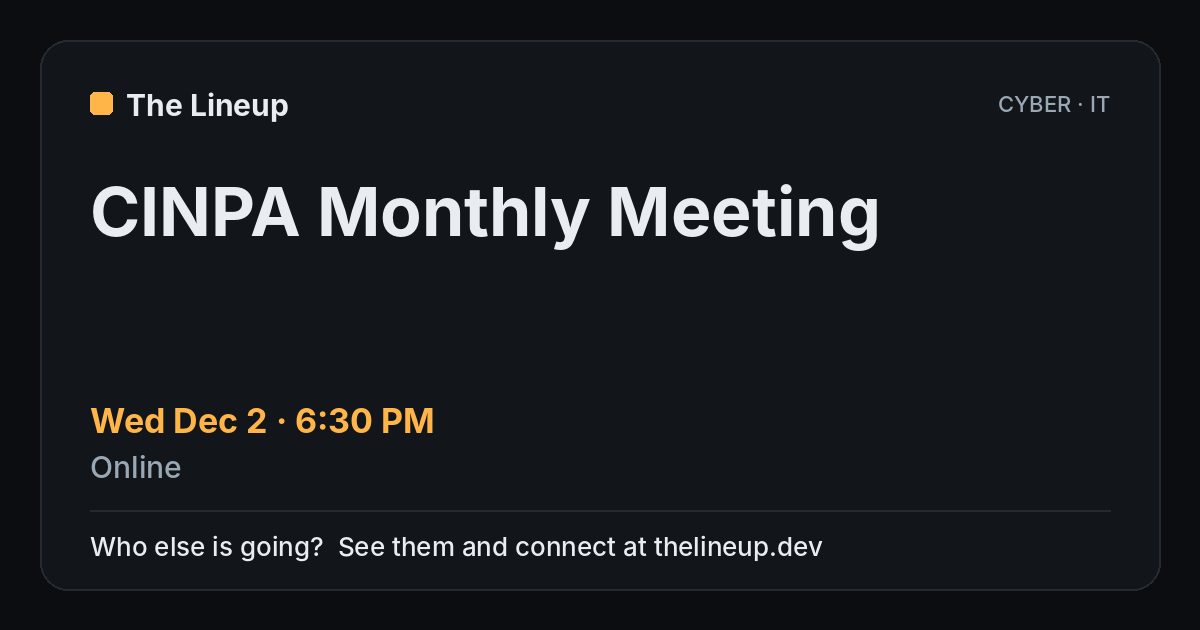 The Lineup
CYBER · IT
CINPA Monthly Meeting
Wed Dec 2 · 6:30 PM
Online
Who else is going? See them and connect at thelineup.dev